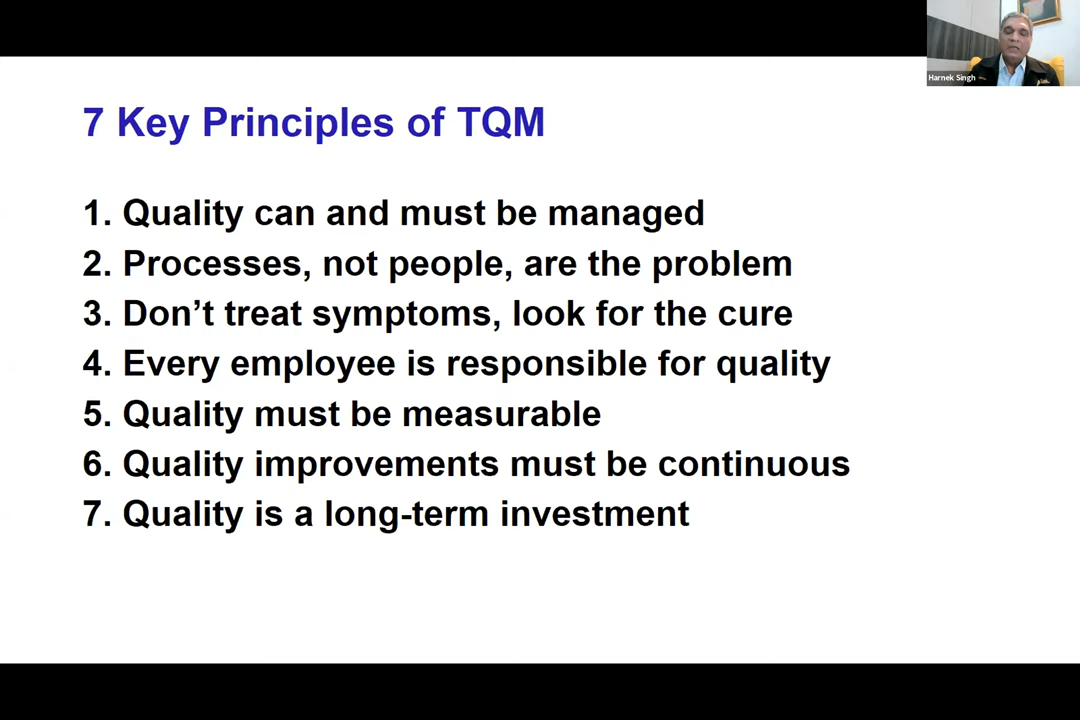 Harnek Singh
7 Key Principles of TQM
1. Quality can and must be managed
2. Processes, not people, are the problem
3. Don’t treat symptoms, look for the cure
4. Every employee is responsible for quality
5. Quality must be measurable
6. Quality improvements must be continuous
7. Quality is a long-term investment